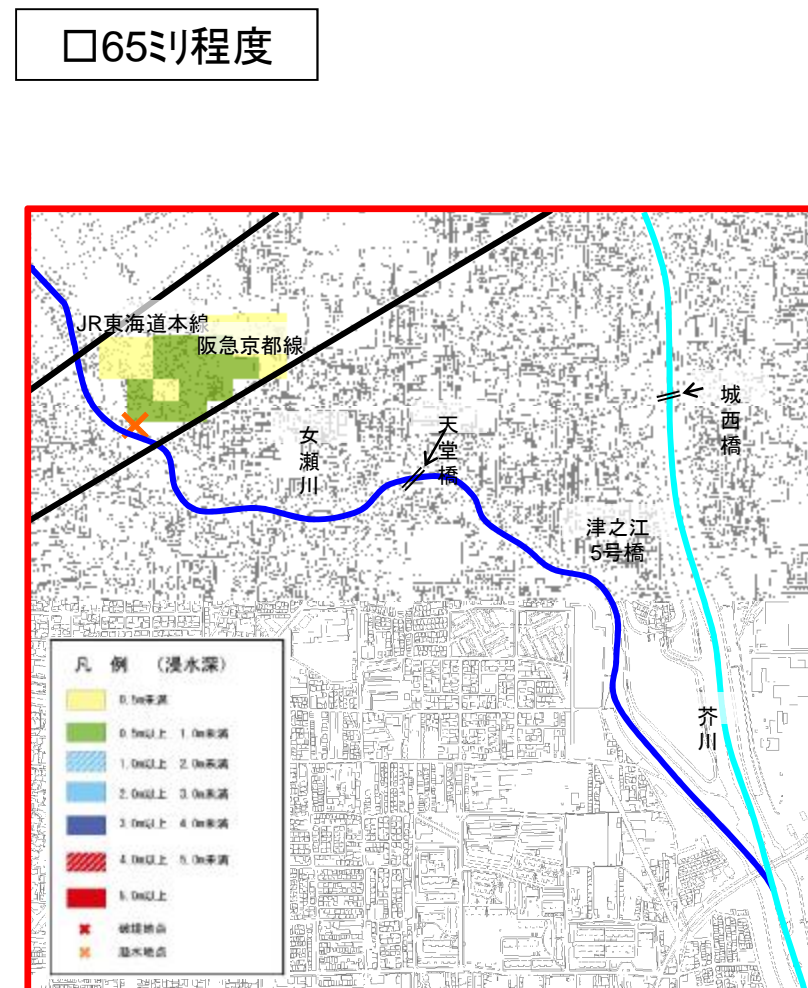 □65ミリ程度
JR東海道本線
阪急京都線
女瀬川
天堂橋
城西橋
津之江
5号橋
芥川
凡 例 (浸水深)
0.5m未満
0.5m以上 1.0m未満
1.0m以上 2.0m未満
2.0m以上 3.0m未満
3.0m以上 4.0m未満
4.0m以上 5.0m未満
5.0m以上
破堤地点
溢水地点